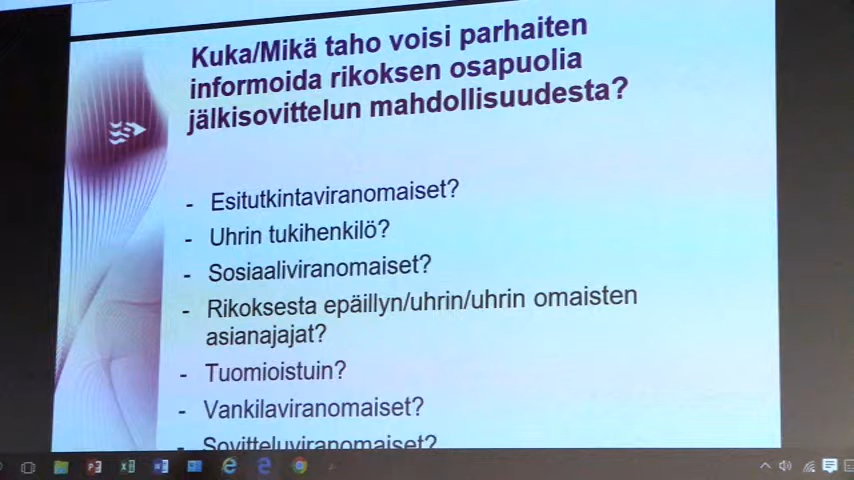 Kuka/Mikä taho voisi parhaiten
informoida rikoksen osapuolia
jälkisovittelun mahdollisuudesta?
- Esitutkintaviranomaiset?
- Uhrin tukihenkilö?
- Sosiaaliviranomaiset?
- Rikoksesta epäillyn/uhrin/uhrin omaisten
asianajajat?
- Tuomioistuin?
- Vankilaviranomaiset?
- Sovitteluviranomaiset?